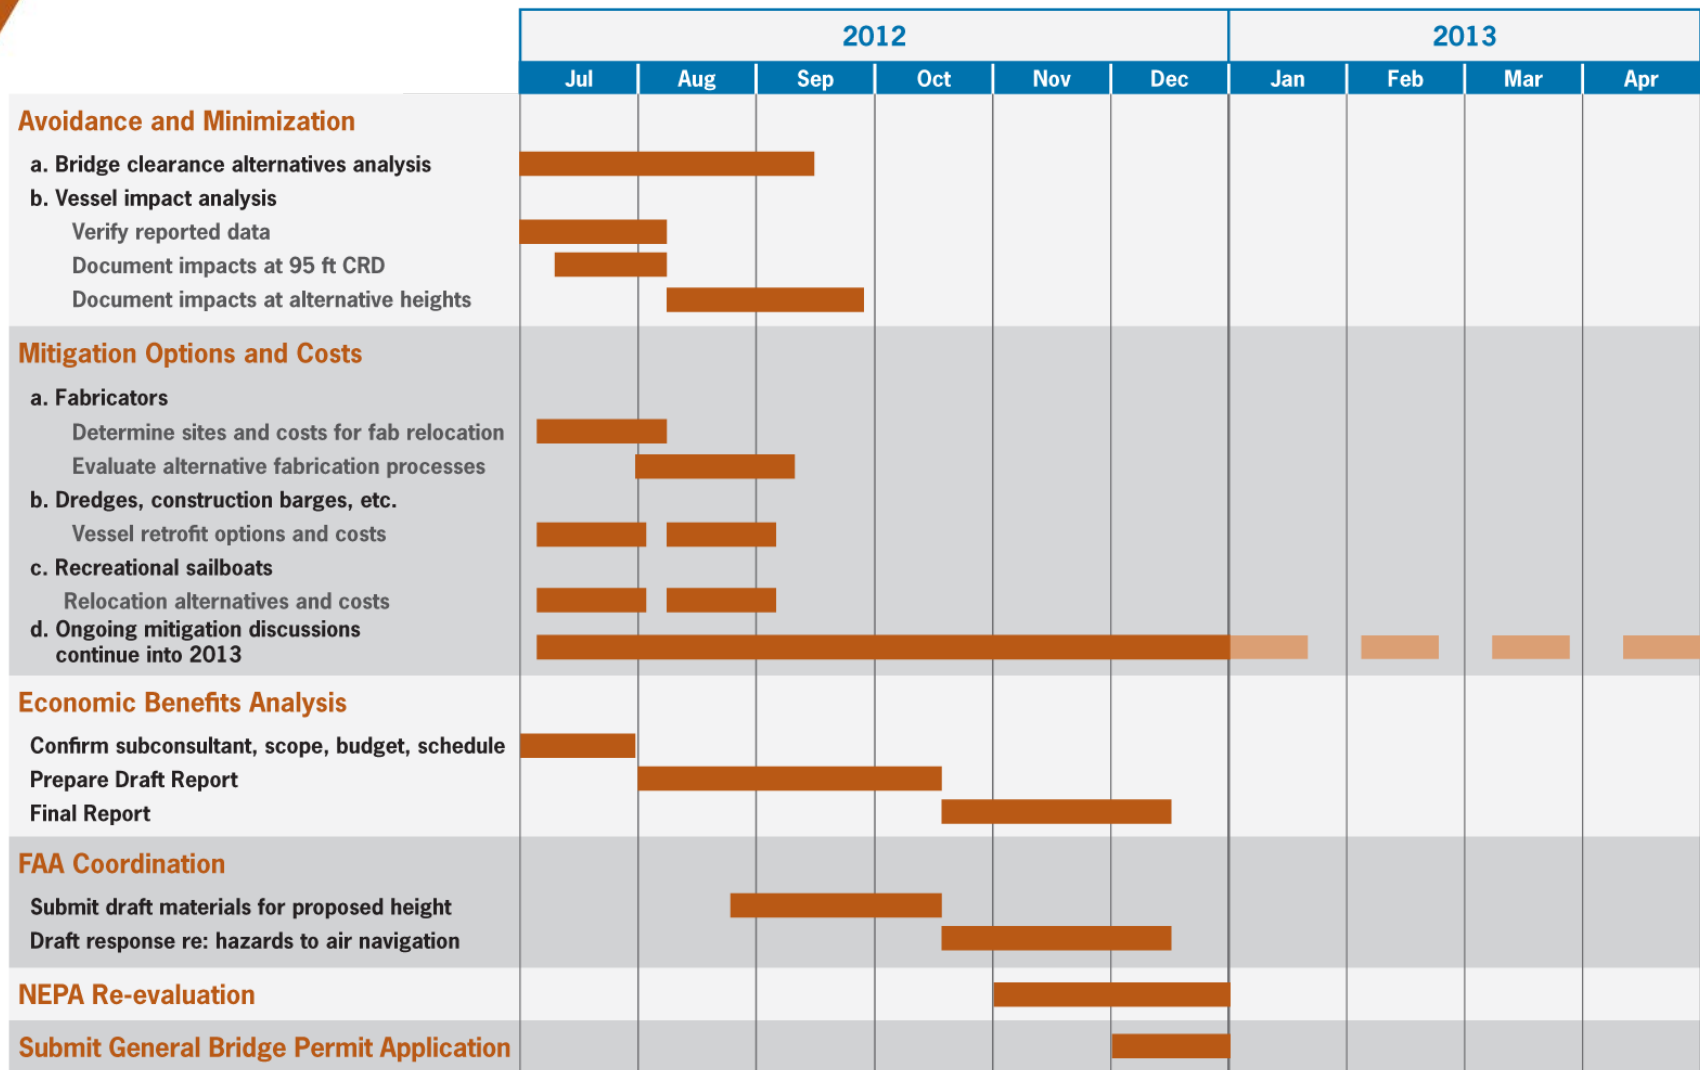 2012 2013
Jul Aug Sep Oct Nov Dec Jan Feb Mar Apr
Avoidance and Minimization
a. Bridge clearance alternatives analysis
b. Vessel impact analysis
Verify reported data
Document impacts at 95 ft CRD
Document impacts at alternative heights
Mitigation Options and Costs
a. Fabricators
Determine sites and costs for fab relocation
Evaluate alternative fabrication processes
b. Dredges, construction barges, etc.
Vessel retrofit options and costs
c. Recreational sailboats
Relocation alternatives and costs
d. Ongoing mitigation discussions
continue into 2013
Economic Benefits Analysis
Confirm subconsultant, scope, budget, schedule
Prepare Draft Report
Final Report
FAA Coordination
Submit draft materials for proposed height
Draft response re: hazards to air navigation
NEPA Re-evaluation
Submit General Bridge Permit Application